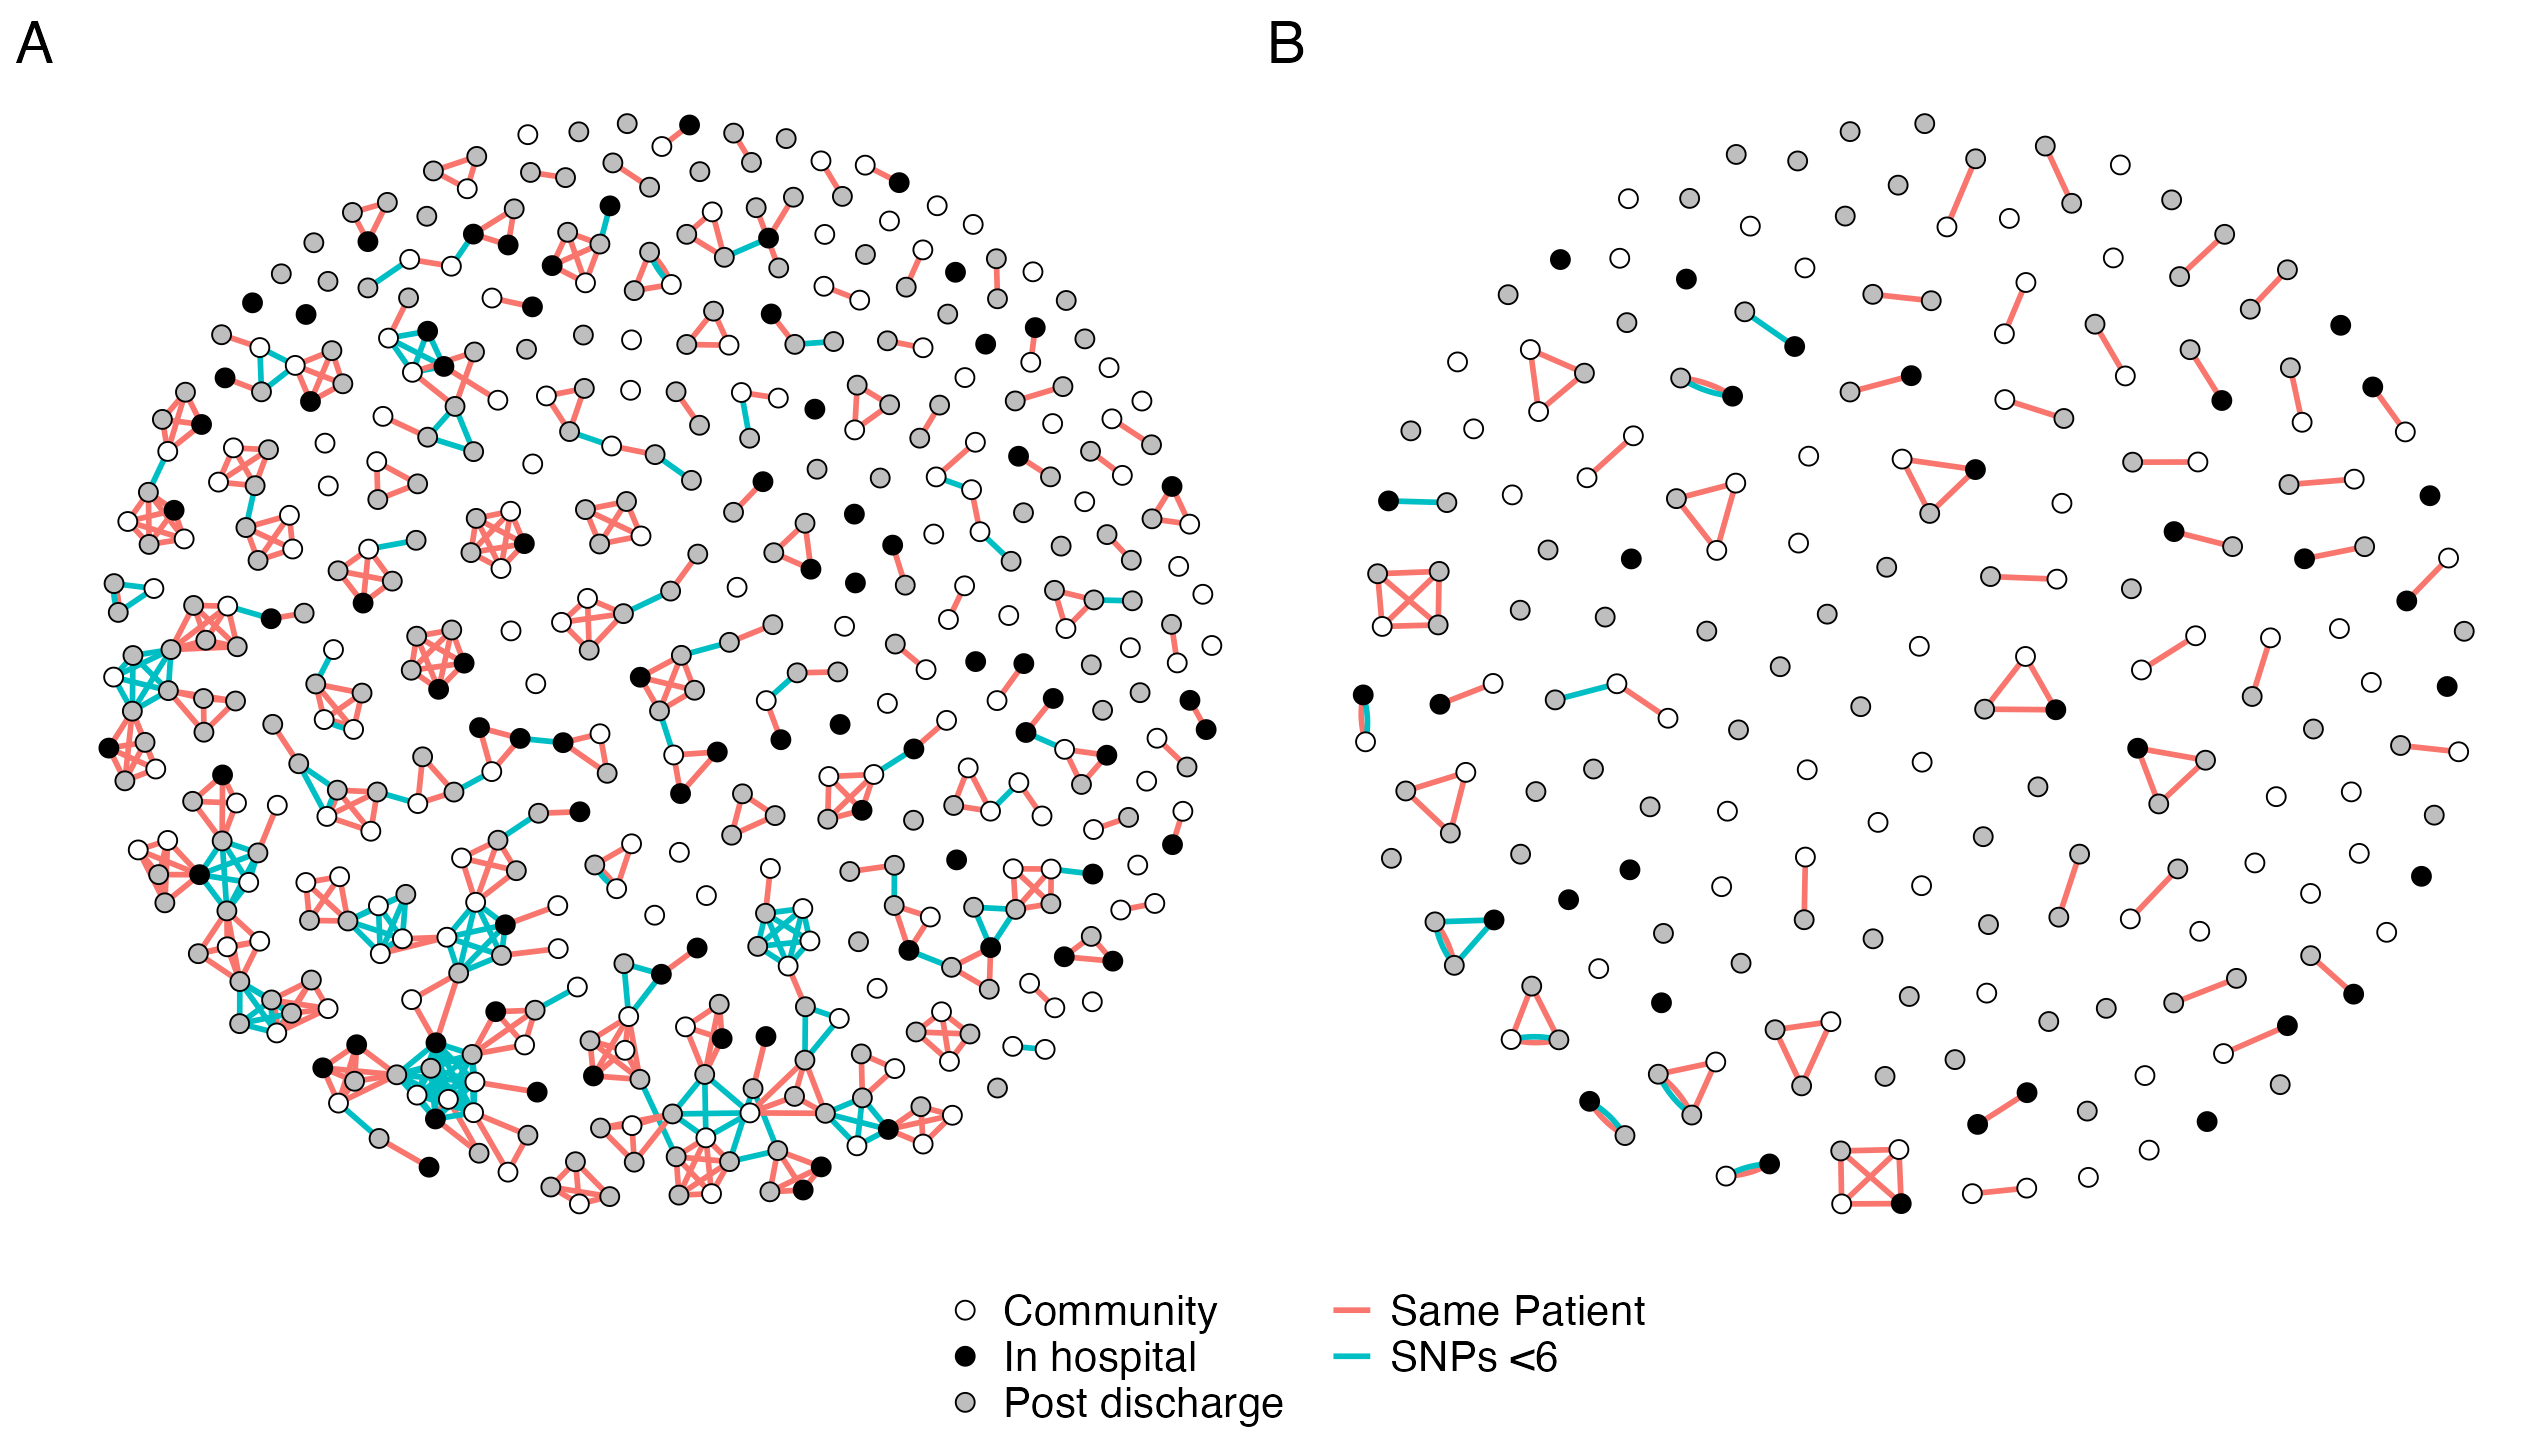 A
B
Community
In hospital
Post discharge
Same Patient
SNPs <6